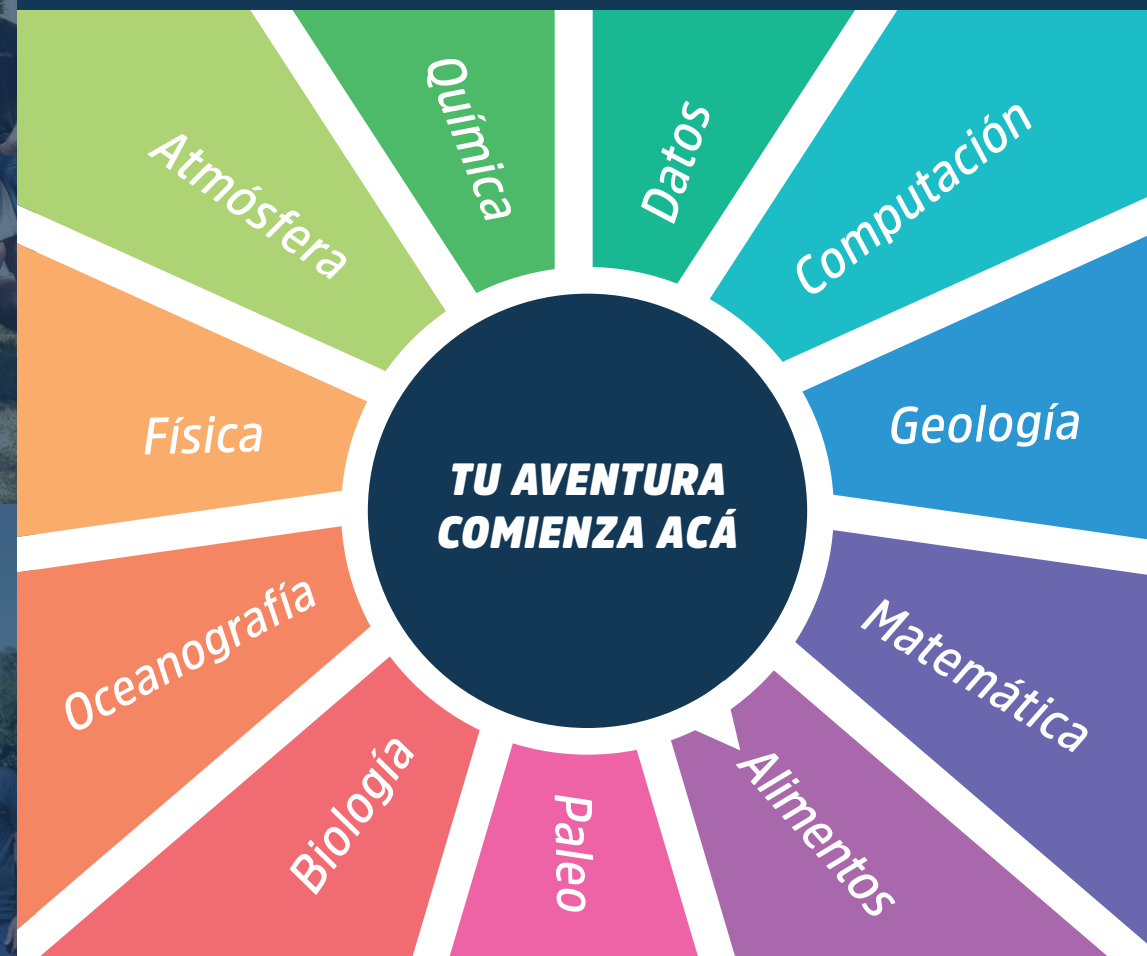 Química
Datos
Computación
Atmósfera
Geología
Física
TU AVENTURA
COMIENZA ACÁ
Matemática
Oceanografía
Alimentos
Biología
Paleo